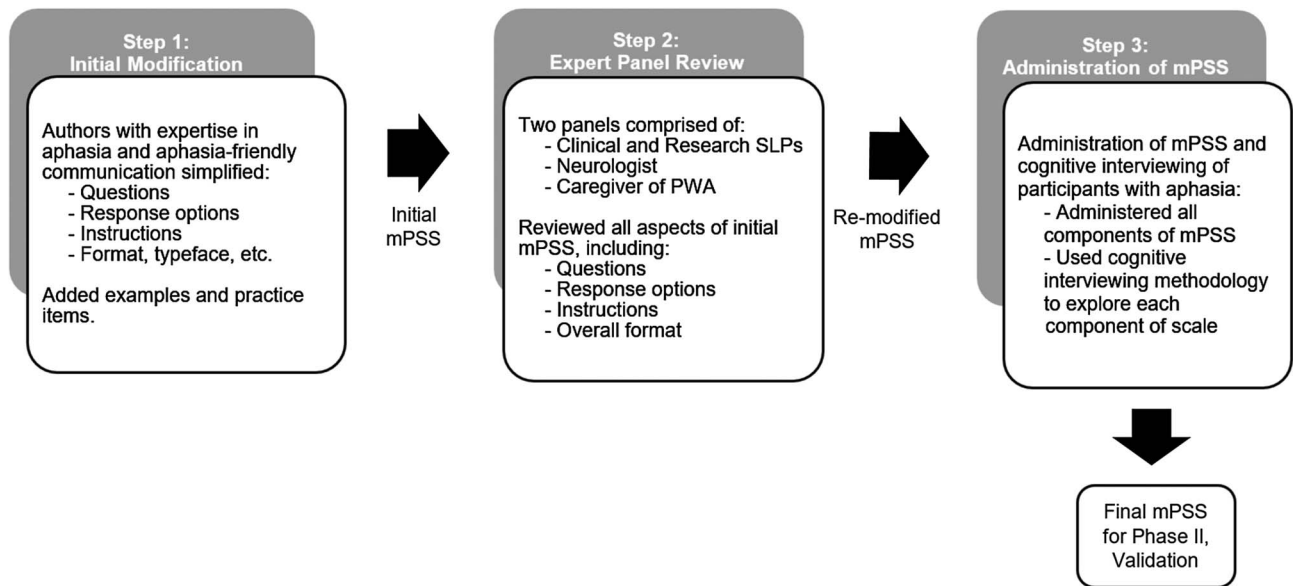 Step 1:
Initial Modification
Authors with expertise in
aphasia and aphasia-friendly
communication simplified:
- Questions
- Response options
- Instructions
- Format, typeface, etc.
Added examples and practice
items.
Initial
mPSS
Step 2:
Expert Panel Review
Two panels comprised of:
- Clinical and Research SLPs
- Neurologist
- Caregiver of PWA
Reviewed all aspects of initial
mPSS, including:
- Questions
- Response options
- Instructions
- Overall format
Re-modified
mPSS
Step 3:
Administration of mPSS
Administration of mPSS and
cognitive interviewing of
participants with aphasia:
- Administered all
components of mPSS
- Used cognitive
interviewing methodology
to explore each
component of scale
Final mPSS
for Phase II,
Validation